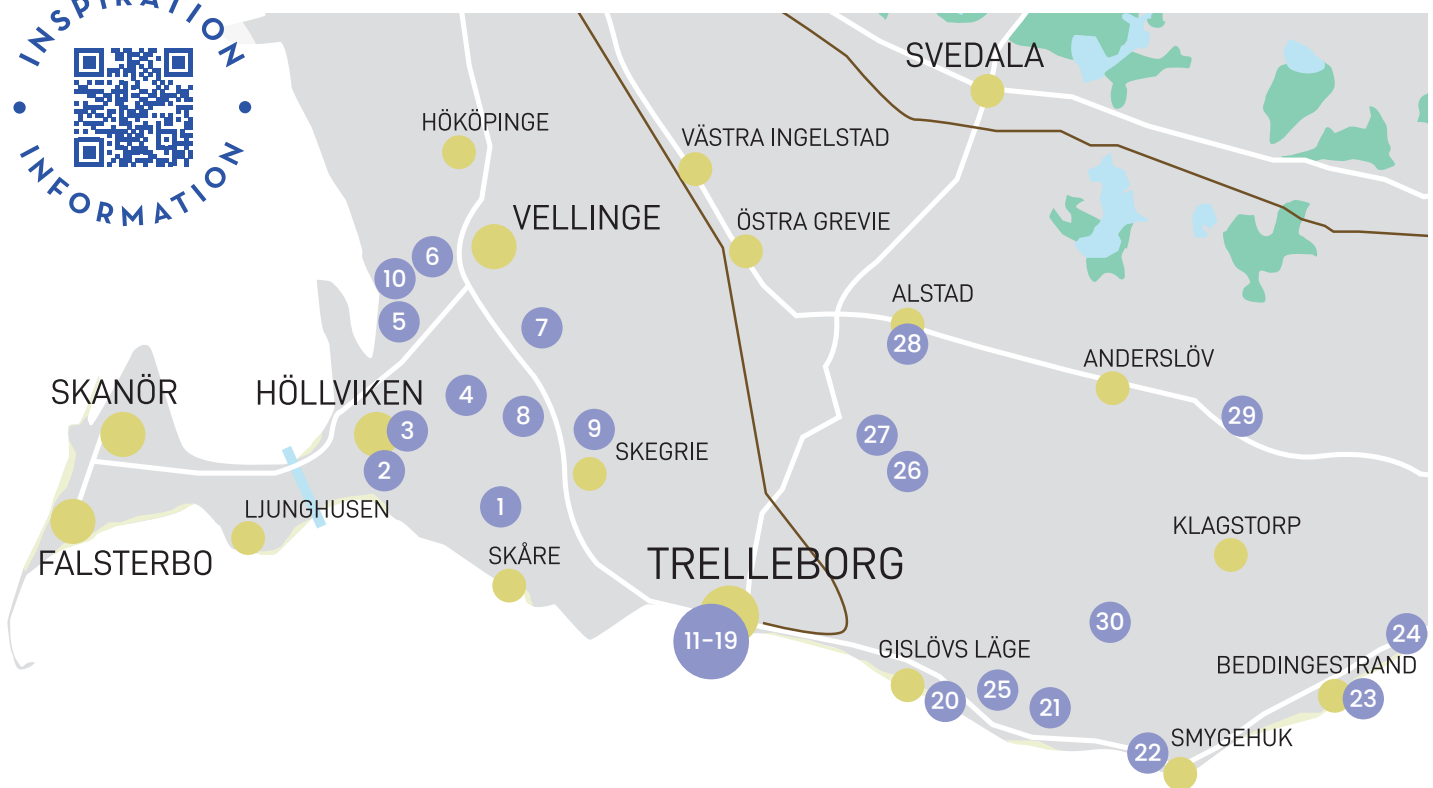 INSPIRATION
INFORMATION
SVEDALA
HÖKÖPINGE
VÄSTRA INGELSTAD
VELLINGE
ÖSTRA GREVIE
6
10
5
7
ALSTAD
28
ANDERSLÖV
SKANÖR
HÖLLVIKEN
4
8
3
9
29
27
SKEGRIE
2
26
1
LJUNGHUSEN
KLAGSTORP
SKÅRE
FALSTERBO
TRELLEBORG
30
11-19
24
GISLÖVS LÄGE
BEDDINGESTRAND
25
20
21
23
SMYGEHUK
22